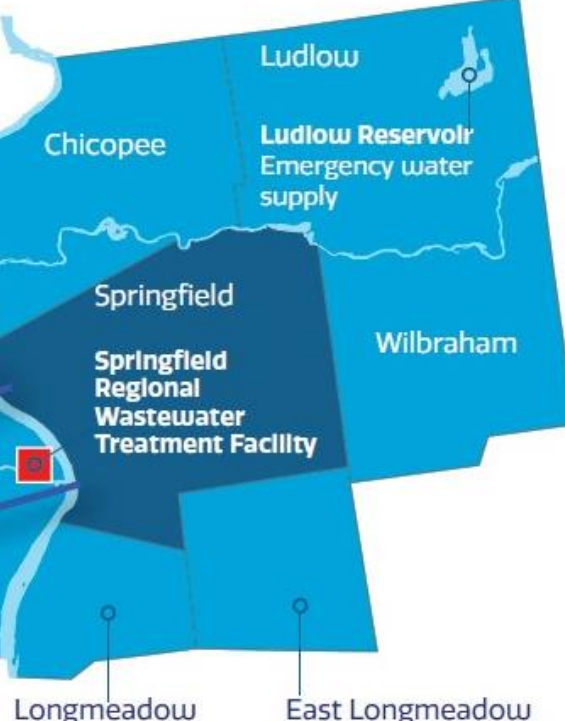 Ludlow
Chicopee
Ludlow Reservoir
Emergency water
supply
Springfield
Springfield
Regional
Wastewater
Treatment Facility
Wilbraham
Longmeadow
East Longmeadow